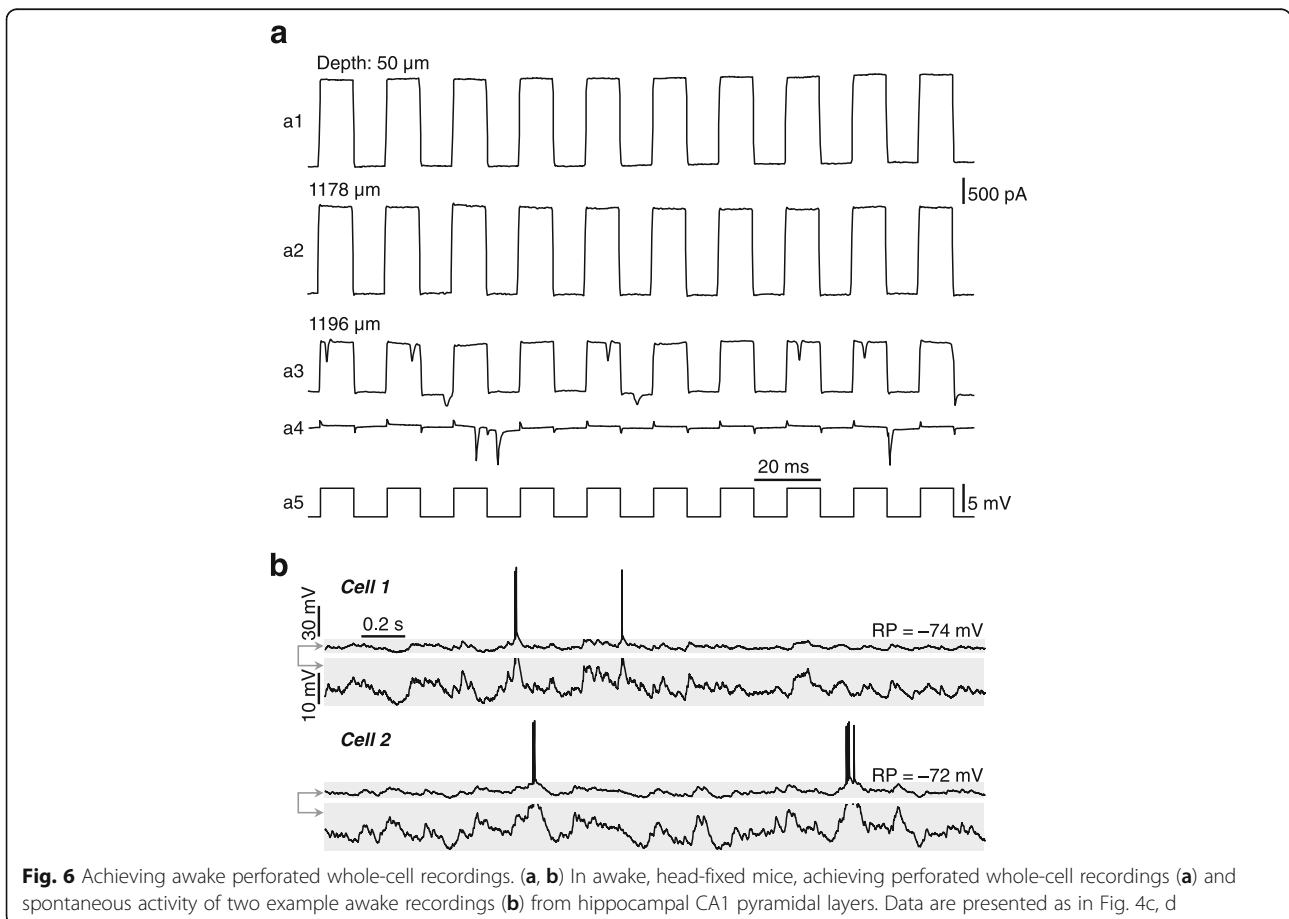 a
Depth: 50 µm
a1
500 pA
1178 µm
a2
1196 µm
a3
a4
20 ms
a5
5 mV
b
Cell 1
30 mV
0.2 s
RP = −74 mV
10 mV
Cell 2
RP = −72 mV
Fig. 6 Achieving awake perforated whole-cell recordings. (a, b) In awake, head-fixed mice, achieving perforated whole-cell recordings (a) and
spontaneous activity of two example awake recordings (b) from hippocampal CA1 pyramidal layers. Data are presented as in Fig. 4c, d